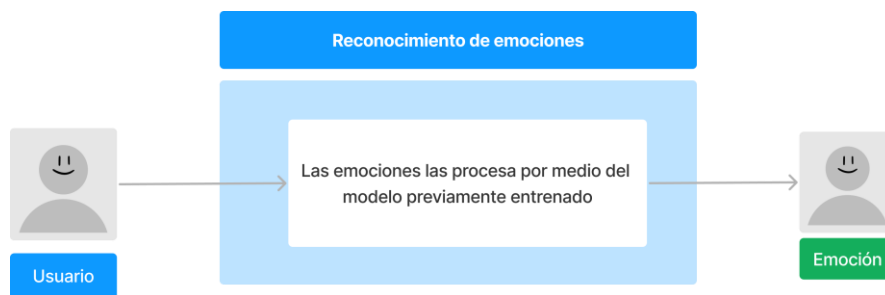 Reconocimiento de emociones
Las emociones las procesa por medio del
modelo previamente entrenado
Usuario
Emoción